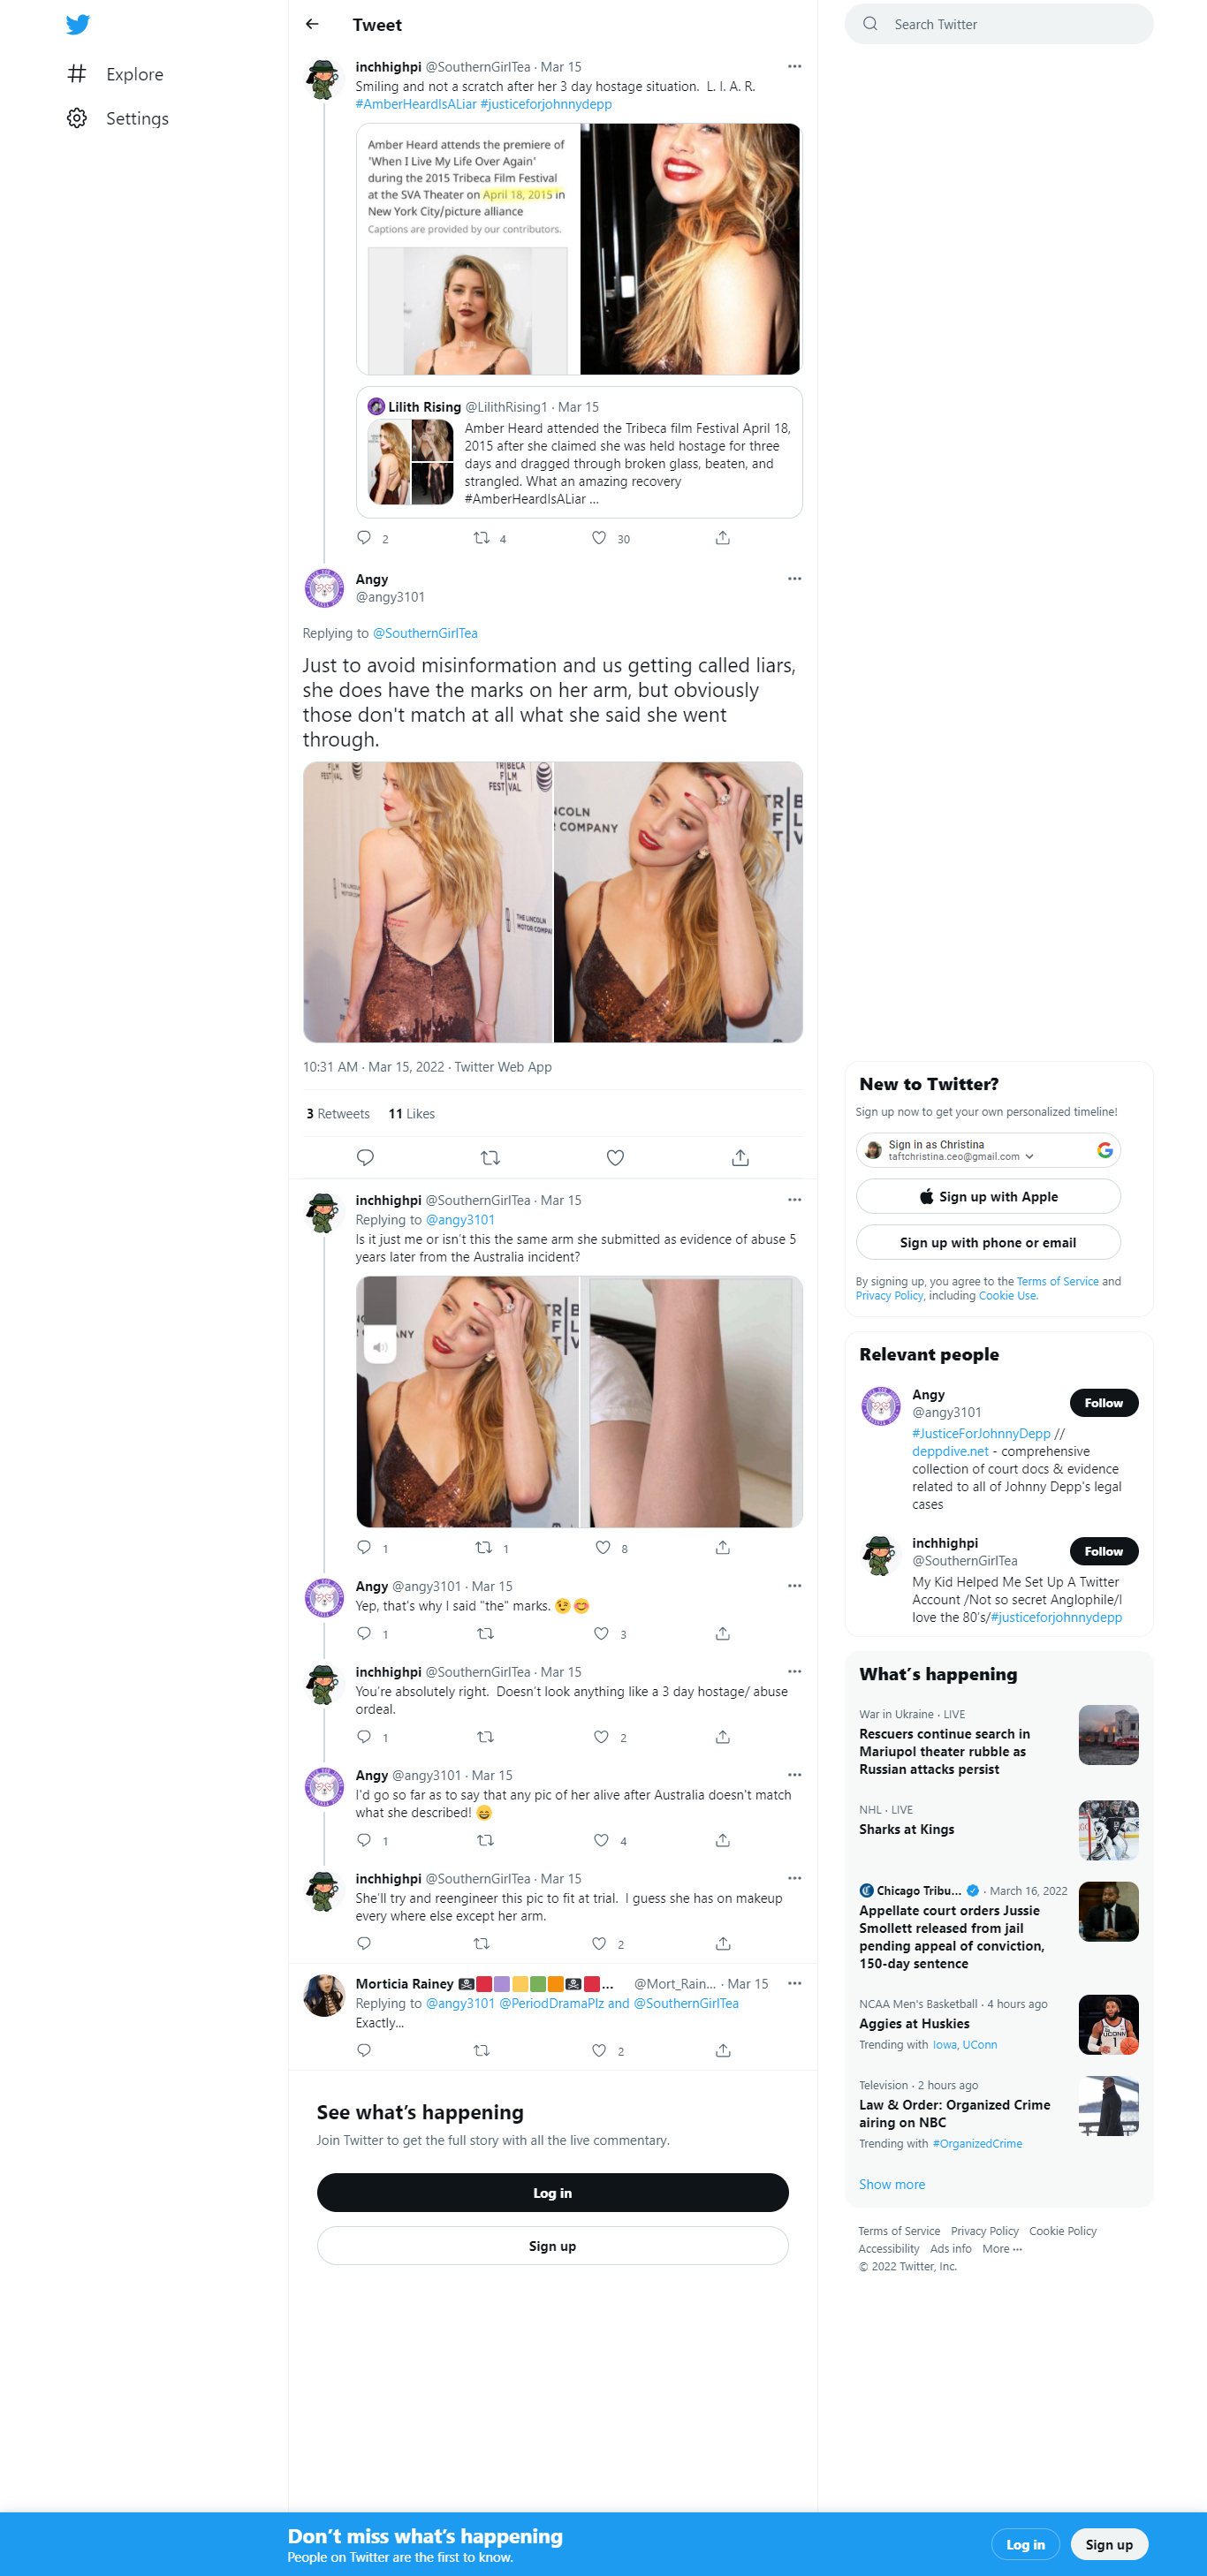 Tweet
Search Twitter
Explore
Settings
inchhighpi @SouthernGirlTea · Mar 15
Smiling and not a scratch after her 3 day hostage situation.  L. I. A. R.
#AmberHeardIsALiar #justiceforjohnnydepp
Amber Heard attends the premiere of
'When I Live My Life Over Again'
during the 2015 Tribeca Film Festival
at the SVA Theater on April 18, 2015 in
New York City/picture alliance
Captions are provided by our contributors.
Lilith Rising @LilithRising1 · Mar 15
Amber Heard attended the Tribeca film Festival April 18,
2015 after she claimed she was held hostage for three
days and dragged through broken glass, beaten, and
strangled. What an amazing recovery
#AmberHeardIsALiar ...
2 4 30
Angy
@angy3101
Replying to @SouthernGirlTea
Just to avoid misinformation and us getting called liars,
she does have the marks on her arm, but obviously
those don't match at all what she said she went
through.
FILM
FESTIVAL
TRIBECA
FILM
FESTIVAL
THE LINCOLN
MOTOR COMPANY
NCOLN
R COMPANY
10:31 AM · Mar 15, 2022 · Twitter Web App
3 Retweets 11 Likes
inchhighpi @SouthernGirlTea · Mar 15
Replying to @angy3101
Is it just me or isn't this the same arm she submitted as evidence of abuse 5
years later from the Australia incident?
1 1 8
Angy @angy3101 · Mar 15
Yep, that's why I said "the" marks. 😉😊
1 3
inchhighpi @SouthernGirlTea · Mar 15
You're absolutely right.  Doesn't look anything like a 3 day hostage/ abuse
ordeal.
1 2
Angy @angy3101 · Mar 15
I'd go so far as to say that any pic of her alive after Australia doesn't match
what she described! 😄
1 4
inchhighpi @SouthernGirlTea · Mar 15
She'll try and reengineer this pic to fit at trial.  I guess she has on makeup
every where else except her arm.
2
Morticia Rainey 🏴‍☠️🟥🟪🟨🟩🟧🏴‍☠️🟥... @Mort_Rain... · Mar 15
Replying to @angy3101 @PeriodDramaPlz and @SouthernGirlTea
Exactly...
2
See what's happening
Join Twitter to get the full story with all the live commentary.
Log in
Sign up
New to Twitter?
Sign up now to get your own personalized timeline!
Sign in as Christina
taftchristina.ceo@gmail.com
Sign up with Apple
Sign up with phone or email
By signing up, you agree to the Terms of Service and
Privacy Policy, including Cookie Use.
Relevant people
Angy
@angy3101
Follow
#JusticeForJohnnyDepp //
deppdive.net - comprehensive
collection of court docs & evidence
related to all of Johnny Depp's legal
cases
inchhighpi
@SouthernGirlTea
Follow
My Kid Helped Me Set Up A Twitter
Account /Not so secret Anglophile/I
love the 80's/#justiceforjohnnydepp
What's happening
War in Ukraine · LIVE
Rescuers continue search in
Mariupol theater rubble as
Russian attacks persist
NHL · LIVE
Sharks at Kings
Chicago Tribu... · March 16, 2022
Appellate court orders Jussie
Smollett released from jail
pending appeal of conviction,
150-day sentence
NCAA Men's Basketball · 4 hours ago
Aggies at Huskies
Trending with Iowa, UConn
Television · 2 hours ago
Law & Order: Organized Crime
airing on NBC
Trending with #OrganizedCrime
Show more
Terms of Service Privacy Policy Cookie Policy
Accessibility Ads info More ...
© 2022 Twitter, Inc.
Don't miss what's happening
People on Twitter are the first to know.
Log in
Sign up